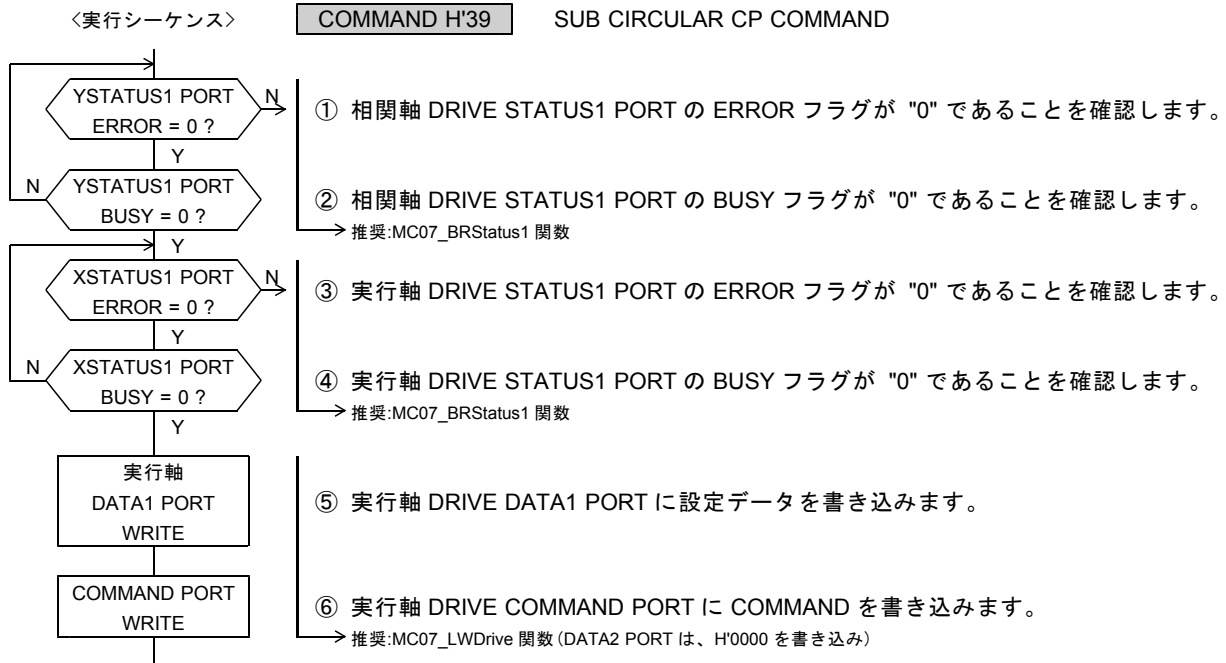 〈実行シーケンス〉
COMMAND H'39
SUB CIRCULAR CP COMMAND
YSTATUS1 PORT
ERROR = 0 ?
N
Y
① 相関軸 DRIVE STATUS1 PORT の ERROR フラグが "0" であることを確認します。
YSTATUS1 PORT
BUSY = 0 ?
N
Y
② 相関軸 DRIVE STATUS1 PORT の BUSY フラグが "0" であることを確認します。
推奨:MC07_BRStatus1 関数
XSTATUS1 PORT
ERROR = 0 ?
N
Y
③ 実行軸 DRIVE STATUS1 PORT の ERROR フラグが "0" であることを確認します。
XSTATUS1 PORT
BUSY = 0 ?
N
Y
④ 実行軸 DRIVE STATUS1 PORT の BUSY フラグが "0" であることを確認します。
推奨:MC07_BRStatus1 関数
実行軸
DATA1 PORT
WRITE
⑤ 実行軸 DRIVE DATA1 PORT に設定データを書き込みます。
COMMAND PORT
WRITE
⑥ 実行軸 DRIVE COMMAND PORT に COMMAND を書き込みます。
推奨:MC07_LWDrive 関数(DATA2 PORT は、H'0000 を書き込み)